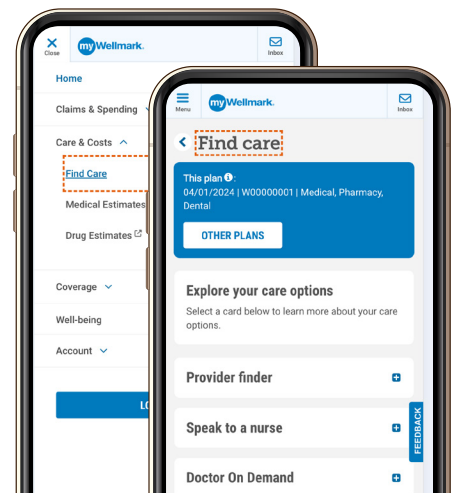 Close
myWellmark.
Inbox
Home
Claims & Spending
Care & Costs
Find Care
Medical Estimates
Drug Estimates
Coverage
Well-being
Account
Menu
myWellmark.
Inbox
Find care
This plan:
04/01/2024 | W00000001 | Medical, Pharmacy,
Dental
OTHER PLANS
Explore your care options
Select a card below to learn more about your care
options.
Provider finder
Speak to a nurse
Doctor On Demand
FEEDBACK